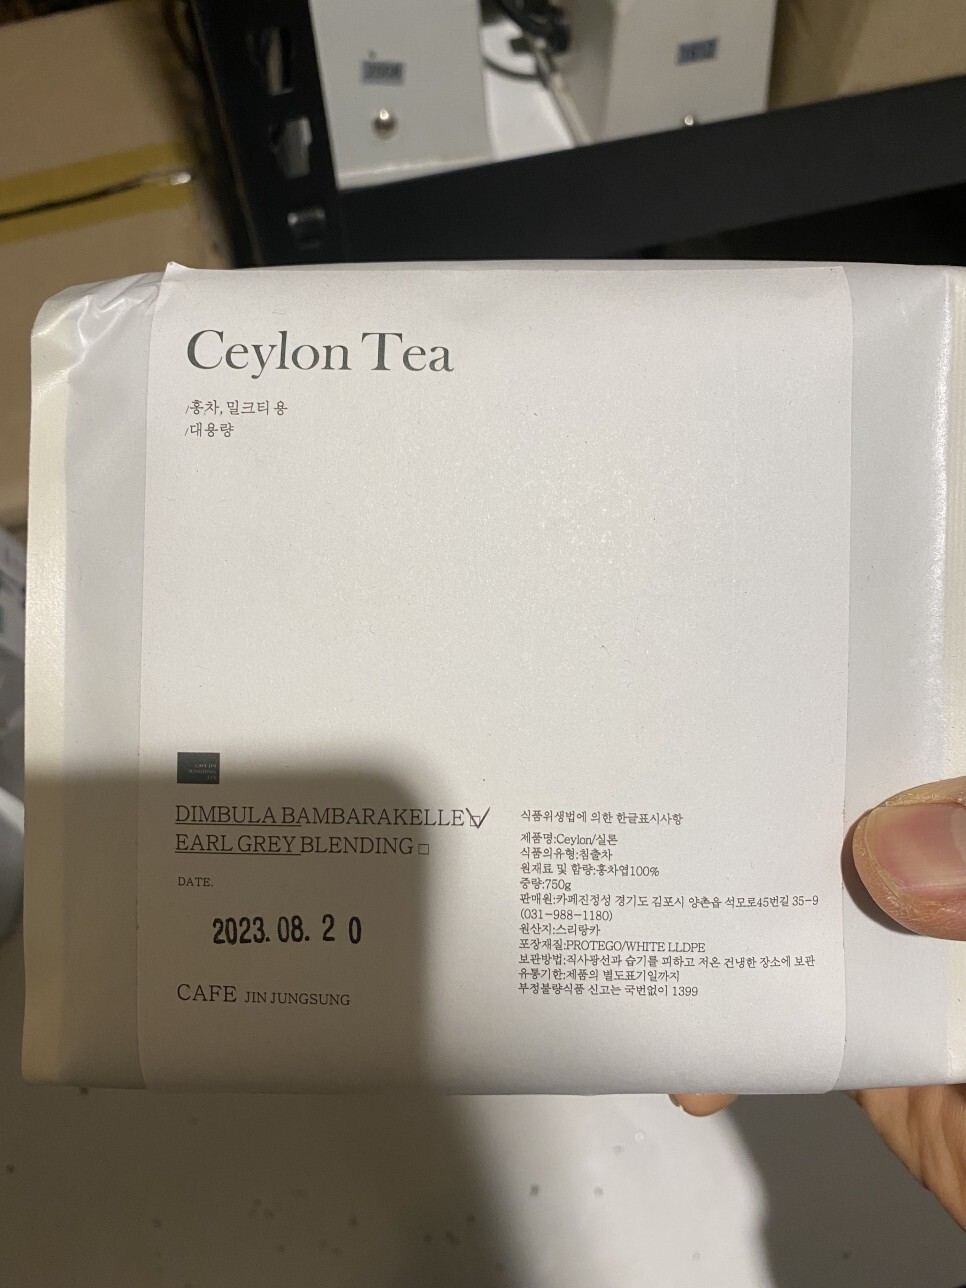 Ceylon Tea
/홍차, 밀크티 용
/대용량
DIMBULA BAMBARAKELLE
EARL GREY BLENDING □
DATE.
2023. 08. 2 0
CAFE JIN JUNGSUNG
식품위생법에 의한 한글표시사항
제품명:Ceylon/실론
식품의유형:침출차
원재료 및 함량:홍차엽100%
중량:750g
판매원:카페진정성 경기도 김포시 양촌읍 석모로45번길 35-9
(031-988-1180)
원산지:스리랑카
포장재질:PROTEGO/WHITE LLDPE
보관방법:직사광선과 습기를 피하고 저온 건냉한 장소에 보관
유통기한:제품의 별도표기일까지
부정불량식품 신고는 국번없이 1399